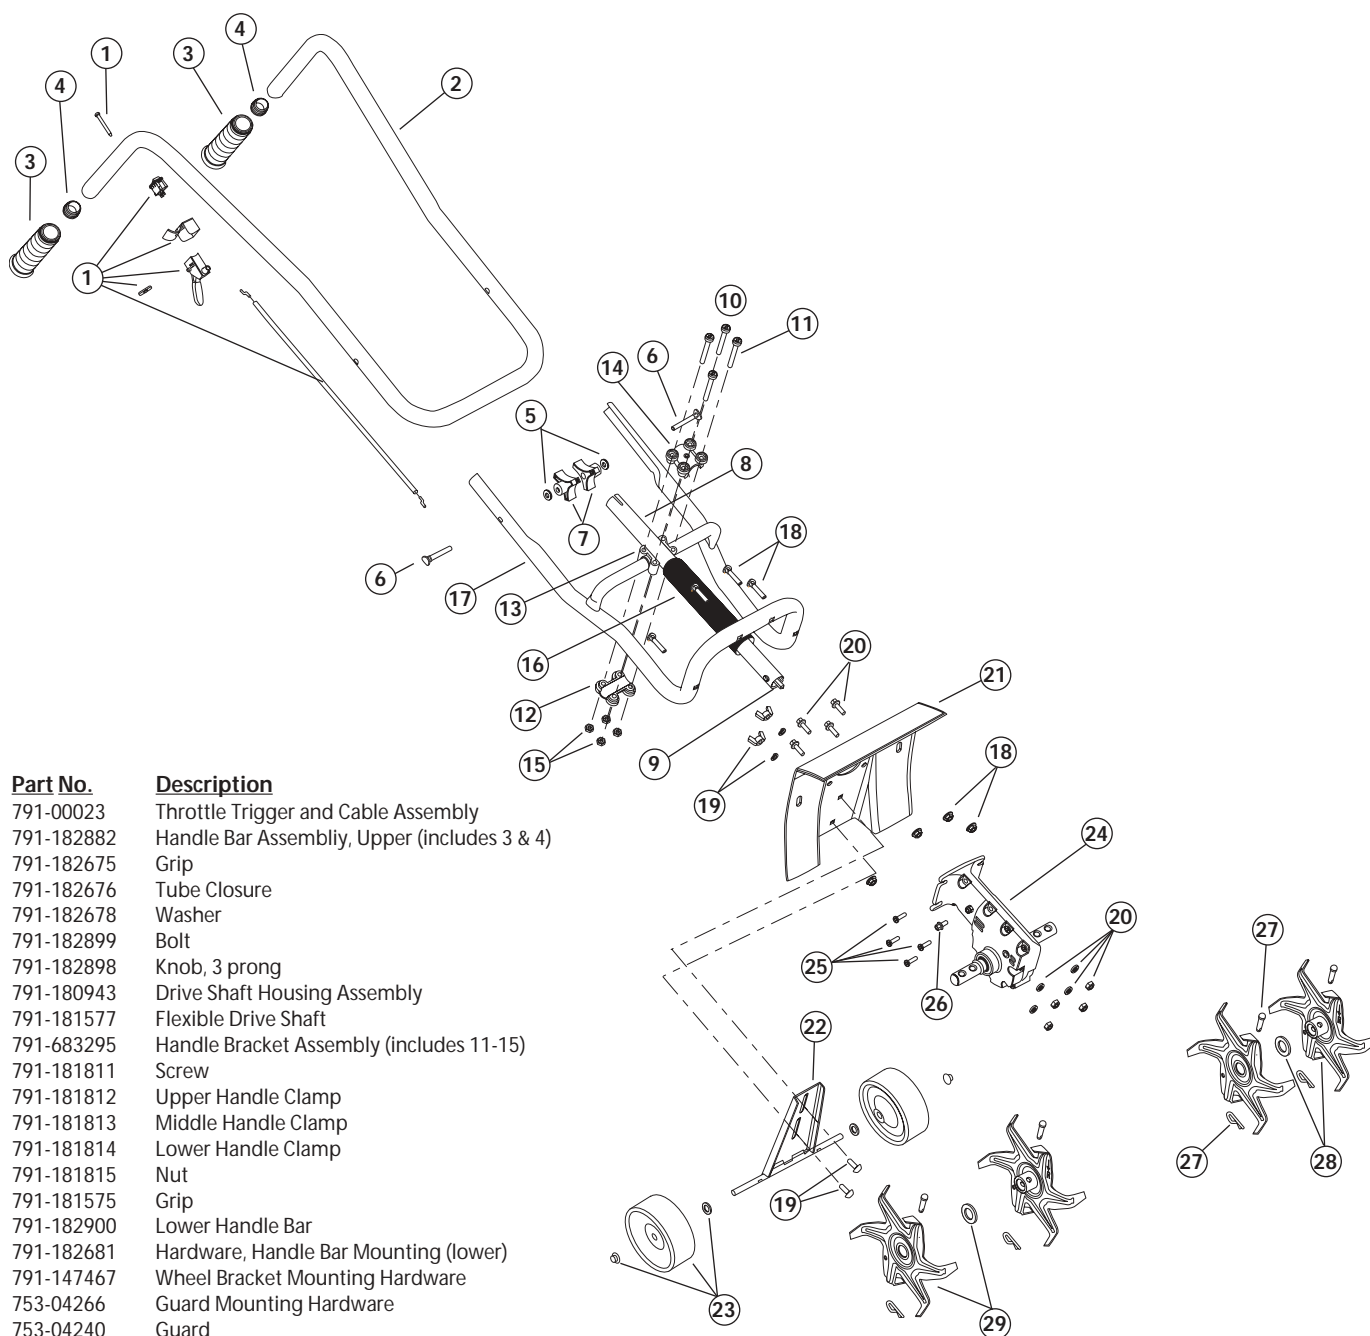 4
1
3
4
2
3
1
10
11
6
14
5
8
7
18
6
17
13
16
20
21
12
15
9
19
18
24
20
25
27
26
22
27
28
19
23
29
Part No. Description
791-00023 Throttle Trigger and Cable Assembly
791-182882 Handle Bar Assembliy, Upper (includes 3 & 4)
791-182675 Grip
791-182676 Tube Closure
791-182678 Washer
791-182899 Bolt
791-182898 Knob, 3 prong
791-180943 Drive Shaft Housing Assembly
791-181577 Flexible Drive Shaft
791-683295 Handle Bracket Assembly (includes 11-15)
791-181811 Screw
791-181812 Upper Handle Clamp
791-181813 Middle Handle Clamp
791-181814 Lower Handle Clamp
791-181815 Nut
791-181575 Grip
791-182900 Lower Handle Bar
791-182681 Hardware, Handle Bar Mounting (lower)
791-147467 Wheel Bracket Mounting Hardware
753-04266 Guard Mounting Hardware
753-04240 Guard